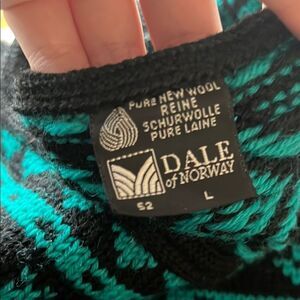 PURE NEW WOOL
REINE
SCHURWOLLE
PURE LAINE
DALE
of NORWAY
52 L